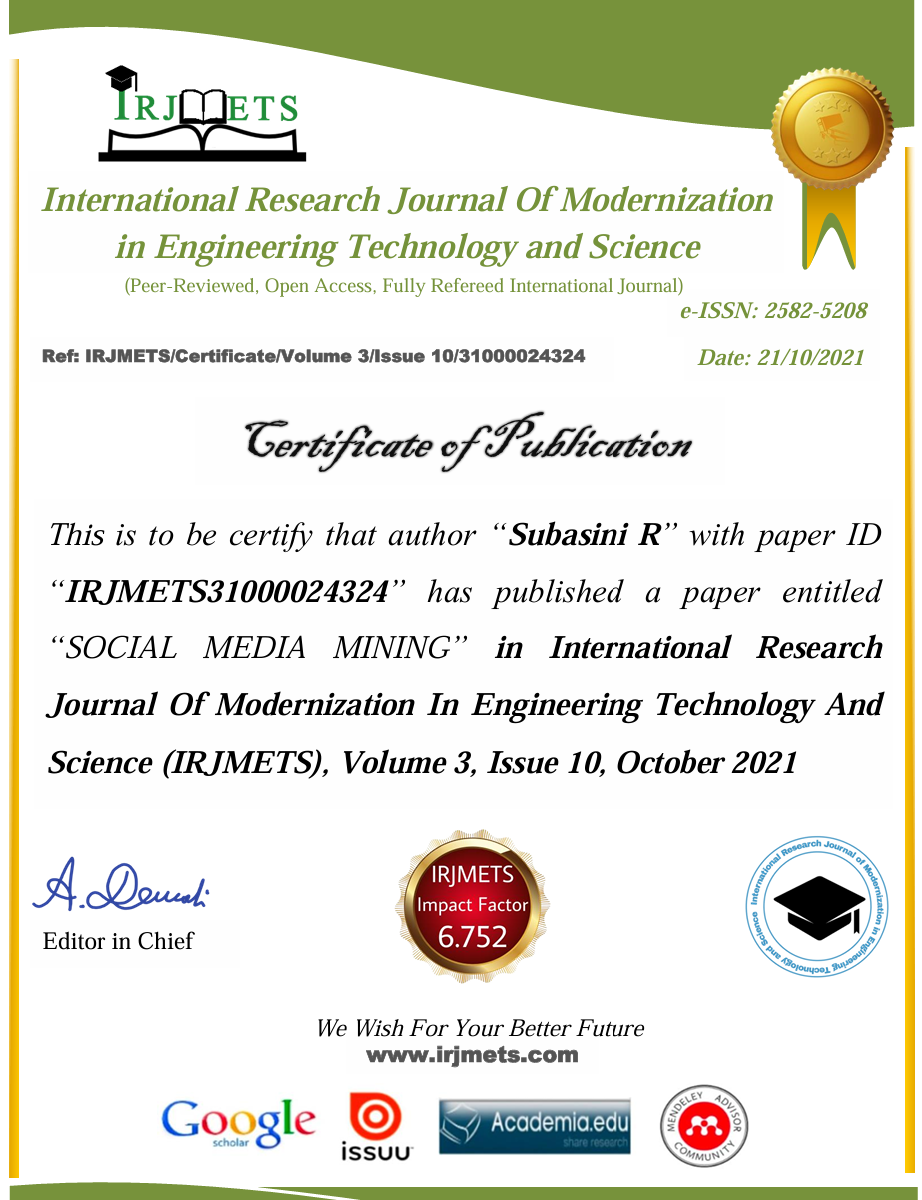 IRJMETS
International Research Journal Of Modernization
in Engineering Technology and Science
(Peer-Reviewed, Open Access, Fully Refereed International Journal)
e-ISSN: 2582-5208
Ref: IRJMETS/Certificate/Volume 3/Issue 10/31000024324
Date: 21/10/2021
Certificate of Publication
This is to be certify that author “Subasini R” with paper ID
“IRJMETS31000024324” has published a paper entitled
“SOCIAL MEDIA MINING” in International Research
Journal Of Modernization In Engineering Technology And
Science (IRJMETS), Volume 3, Issue 10, October 2021
Editor in Chief
IRJMETS
Impact Factor
6.752
International Research Journal of Modernization in Engineering Technology and Science
We Wish For Your Better Future
www.irjmets.com
Google
scholar
issuu
Academia.edu
share research
MENDELEY ADVISOR
COMMUNITY